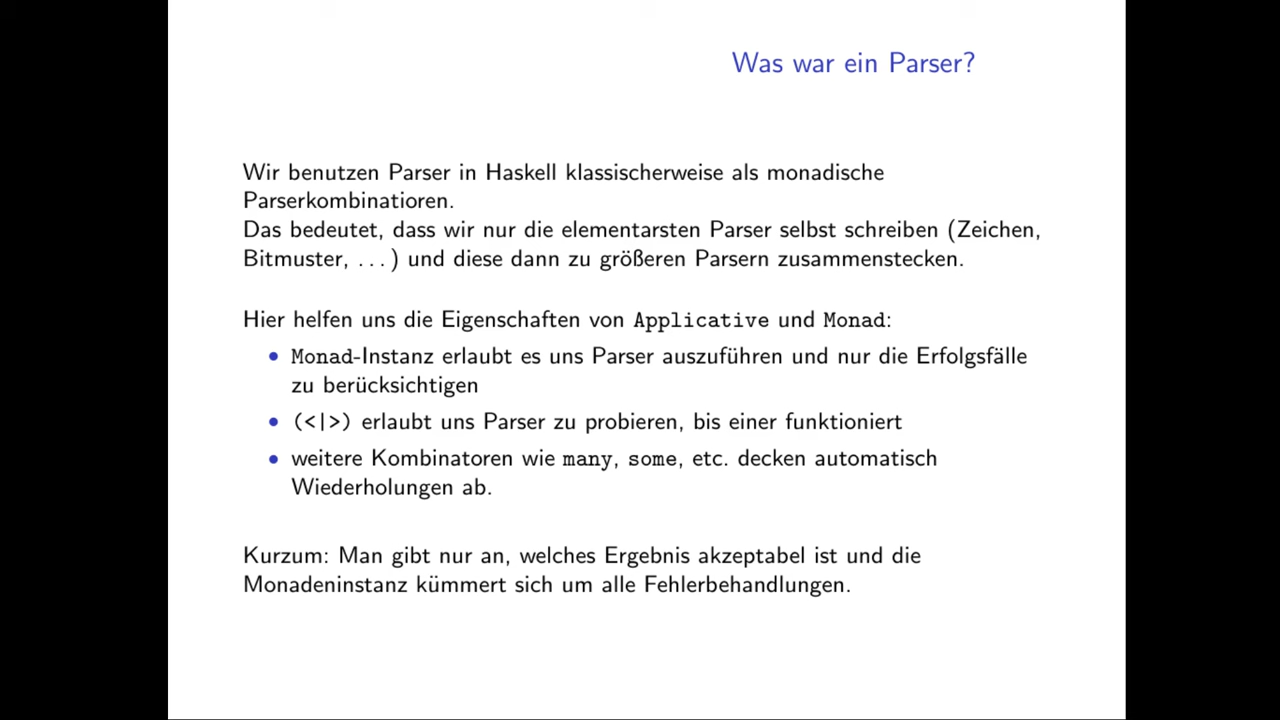 Was war ein Parser?
Wir benutzen Parser in Haskell klassischerweise als monadische
Parserkombinatioren.
Das bedeutet, dass wir nur die elementarsten Parser selbst schreiben (Zeichen,
Bitmuster, ...) und diese dann zu größeren Parsern zusammenstecken.
Hier helfen uns die Eigenschaften von Applicative und Monad:
• Monad-Instanz erlaubt es uns Parser auszuführen und nur die Erfolgsfälle
zu berücksichtigen
• (<|>) erlaubt uns Parser zu probieren, bis einer funktioniert
• weitere Kombinatoren wie many, some, etc. decken automatisch
Wiederholungen ab.
Kurzum: Man gibt nur an, welches Ergebnis akzeptabel ist und die
Monadeninstanz kümmert sich um alle Fehlerbehandlungen.